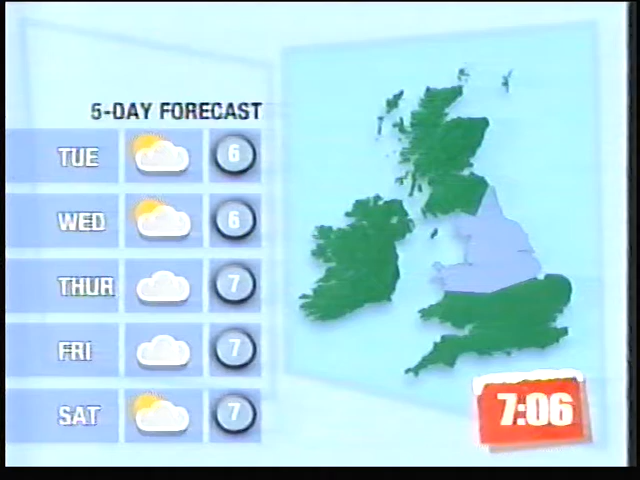 5-DAY FORECAST
TUE 6
WED 6
THUR 7
FRI 7
SAT 7
7:06